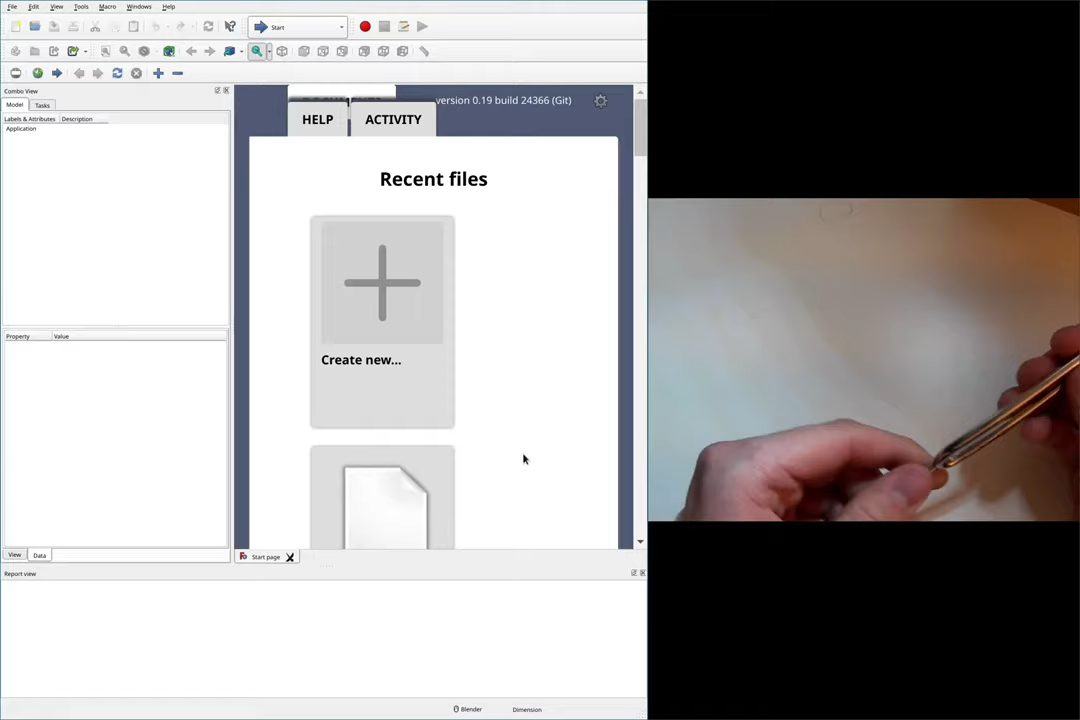 File Edit View Tools Macro Windows Help
Start
Combo View
Model Tasks
Labels & Attributes Description
Application
version 0.19 build 24366 (Git)
HELP ACTIVITY
Recent files
Create new...
Property Value
View Data
Start page
Report view
Blender Dimension